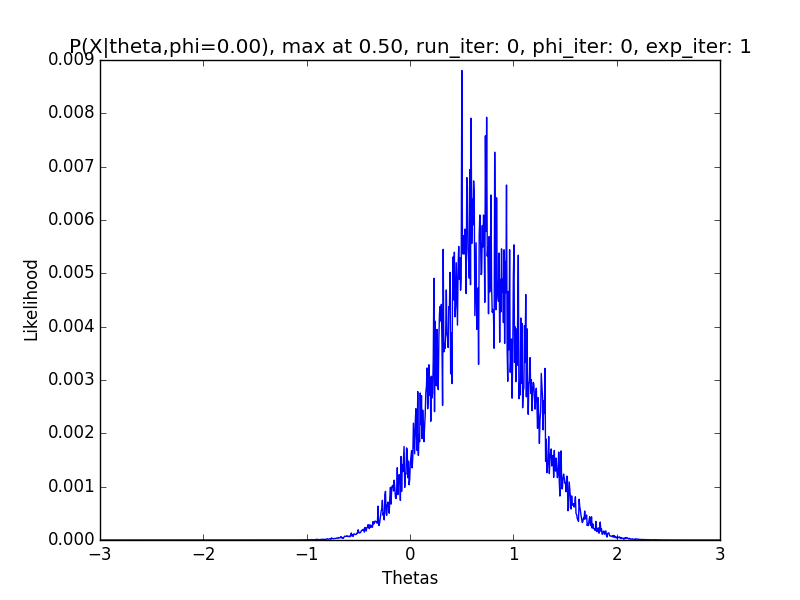 P(X|theta,phi=0.00), max at 0.50, run_iter: 0, phi_iter: 0, exp_iter: 1
0.009
0.008
0.007
0.006
0.005
0.004
0.003
0.002
0.001
0.000
Likelihood
−3 −2 −1 0 1 2 3
Thetas